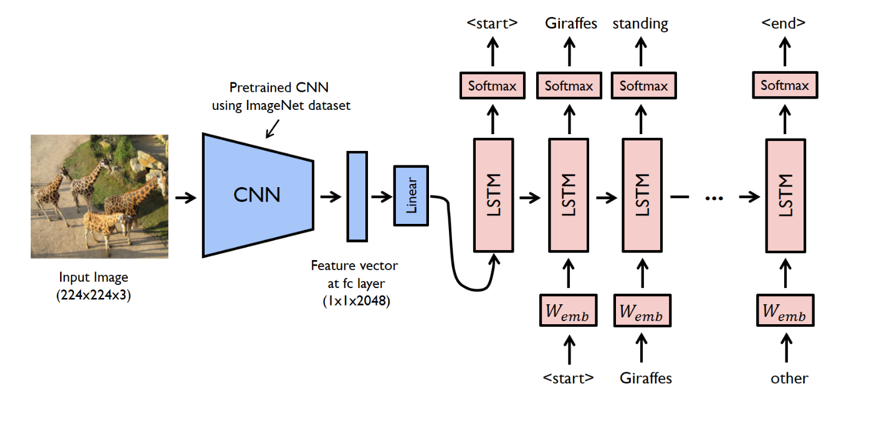 <start> Giraffes standing <end>
Softmax Softmax Softmax Softmax
Pretrained CNN
using ImageNet dataset
CNN
Linear
LSTM LSTM LSTM ... LSTM
Input Image
(224x224x3)
Feature vector
at fc layer
(1x1x2048)
W_emb W_emb W_emb
<start> Giraffes other